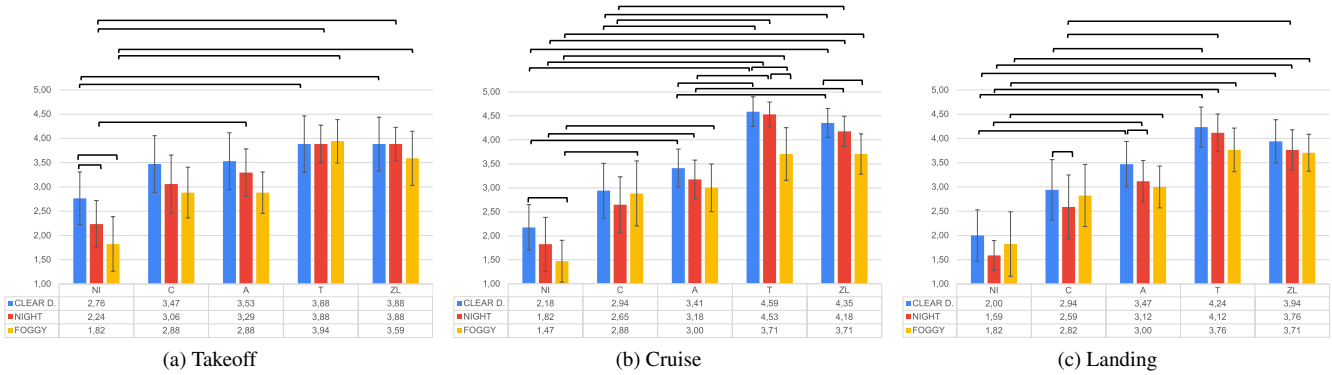 5,00
4,50
4,00
3,50
3,00
2,50
2,00
1,50
1,00
NI C A T ZL
CLEAR D. 2,76 3,47 3,53 3,88 3,88
NIGHT 2,24 3,06 3,29 3,88 3,88
FOGGY 1,82 2,88 2,88 3,94 3,59
(a) Takeoff
5,00
4,50
4,00
3,50
3,00
2,50
2,00
1,50
1,00
NI C A T ZL
CLEAR D. 2,18 2,94 3,41 4,59 4,35
NIGHT 1,82 2,65 3,18 4,53 4,18
FOGGY 1,47 2,88 3,00 3,71 3,71
(b) Cruise
5,00
4,50
4,00
3,50
3,00
2,50
2,00
1,50
1,00
NI C A T ZL
CLEAR D. 2,00 2,94 3,47 4,24 3,94
NIGHT 1,59 2,59 3,12 4,12 3,76
FOGGY 1,82 2,82 3,00 3,76 3,71
(c) Landing